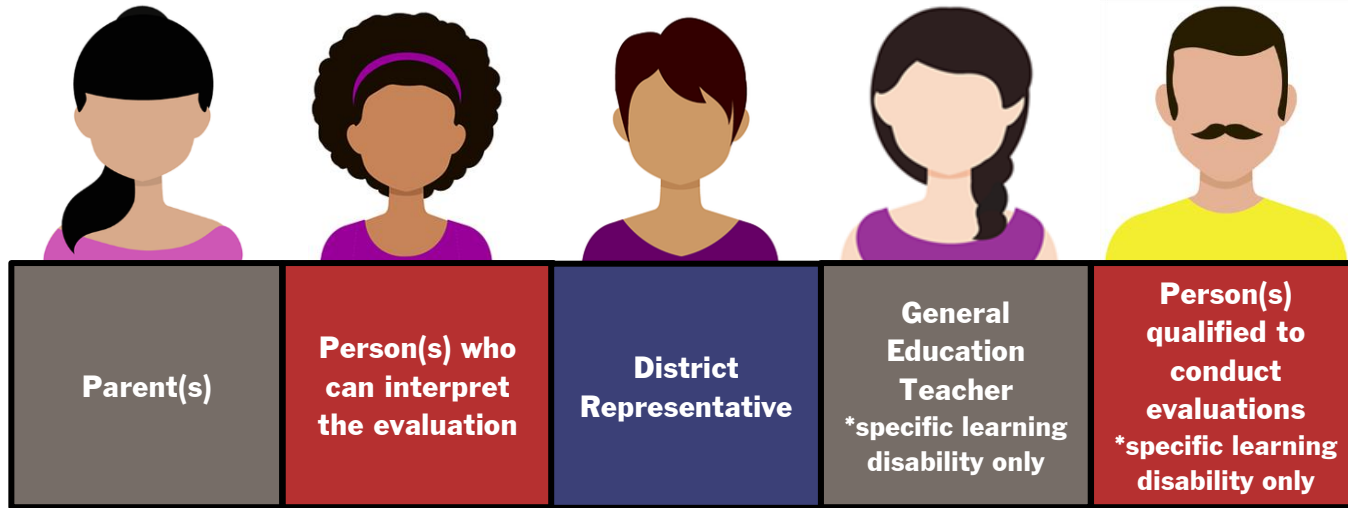 Parent(s)
Person(s) who
can interpret
the evaluation
District
Representative
General
Education
Teacher
*specific learning
disability only
Person(s)
qualified to
conduct
evaluations
*specific learning
disability only